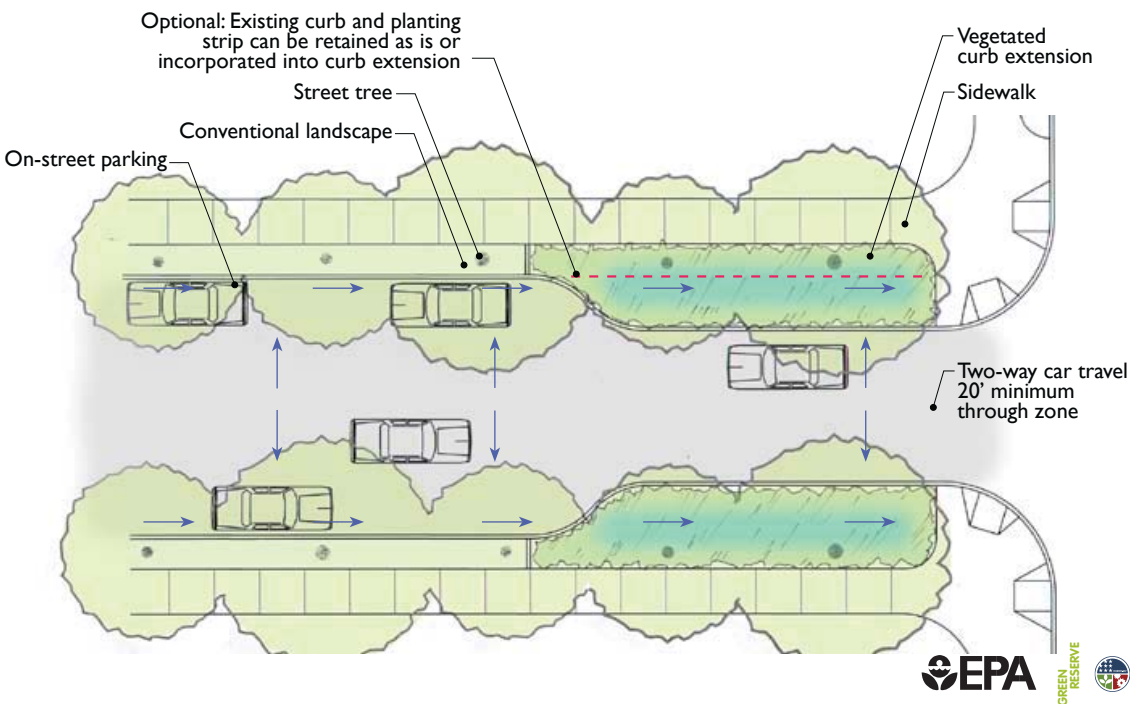 Optional: Existing curb and planting
strip can be retained as is or
incorporated into curb extension
Street tree
Conventional landscape
On-street parking
Vegetated
curb extension
Sidewalk
Two-way car travel
20' minimum
through zone
EPA
GREEN
RESERVE